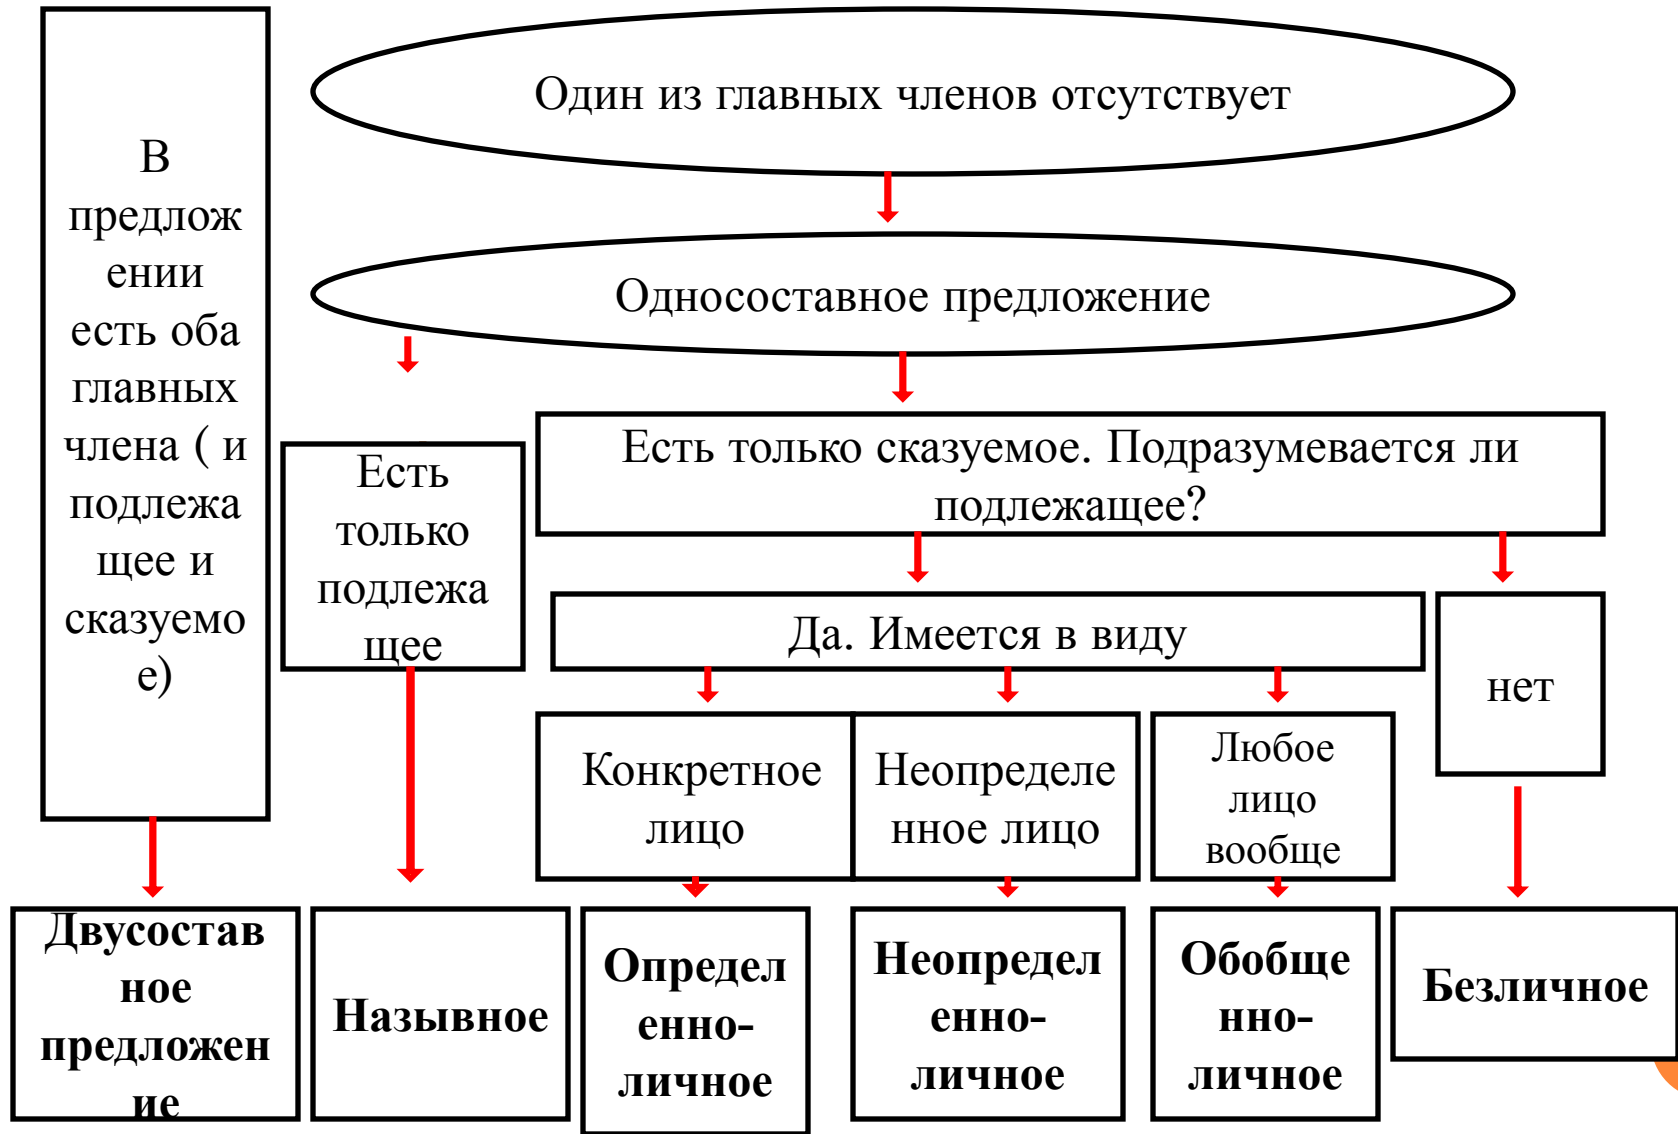 В
предлож
ении
есть оба
главных
члена ( и
подлежа
щее и
сказуемо
е)
Один из главных членов отсутствует
Односоставное предложение
Есть
только
подлежа
щее
Есть только сказуемое. Подразумевается ли
подлежащее?
Да. Имеется в виду
нет
Конкретное
лицо
Неопределе
нное лицо
Любое
лицо
вообще
Двусостав
ное
предложен
ие
Назывное
Определ
енно-
личное
Неопредел
енно-
личное
Обобще
нно-
личное
Безличное